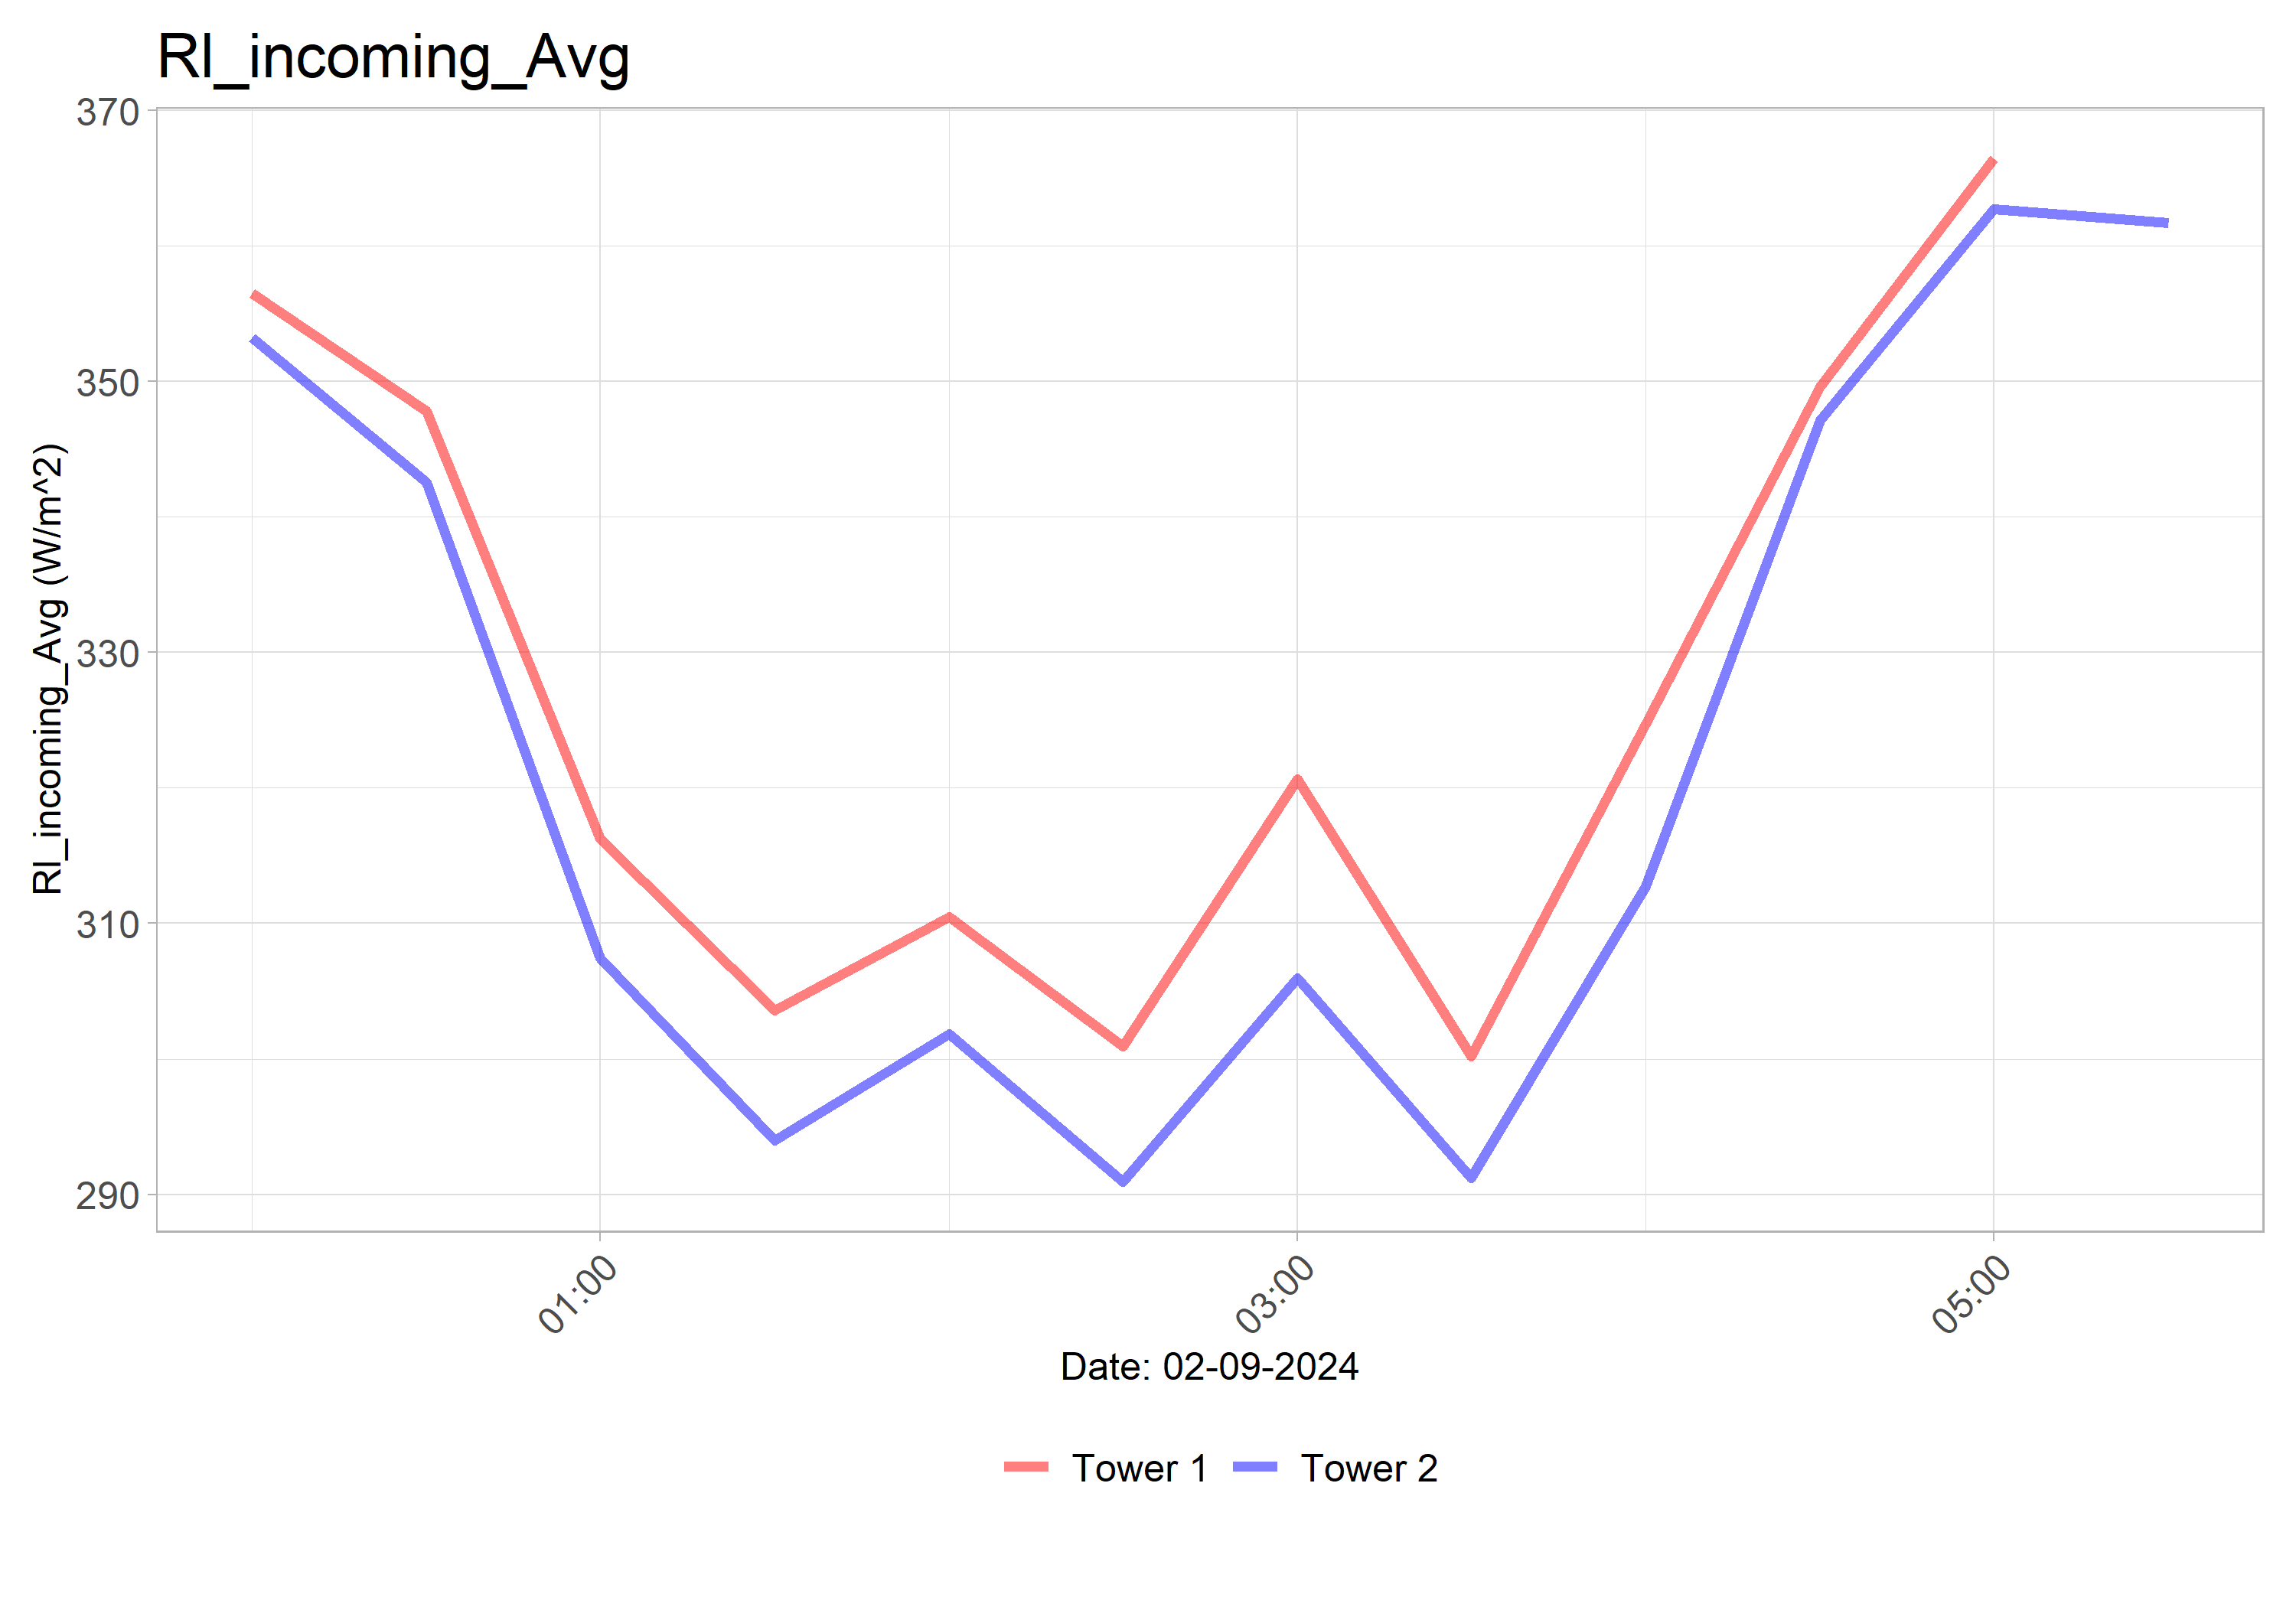 Rl_incoming_Avg
Rl_incoming_Avg (W/m^2)
370
350
330
310
290
01:00
03:00
05:00
Date: 02-09-2024
Tower 1
Tower 2